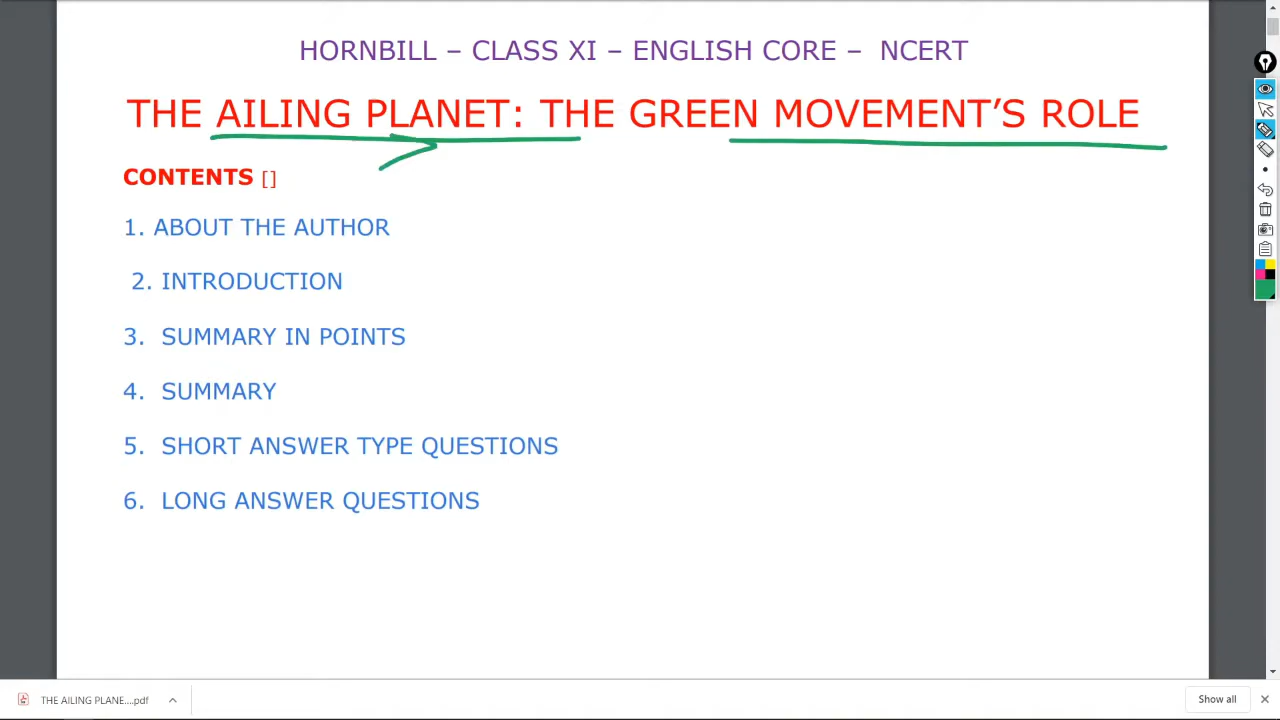 HORNBILL – CLASS XI – ENGLISH CORE – NCERT
THE AILING PLANET: THE GREEN MOVEMENT’S ROLE
CONTENTS []
1. ABOUT THE AUTHOR
2. INTRODUCTION
3. SUMMARY IN POINTS
4. SUMMARY
5. SHORT ANSWER TYPE QUESTIONS
6. LONG ANSWER QUESTIONS
THE AILING PLANE....pdf
Show all